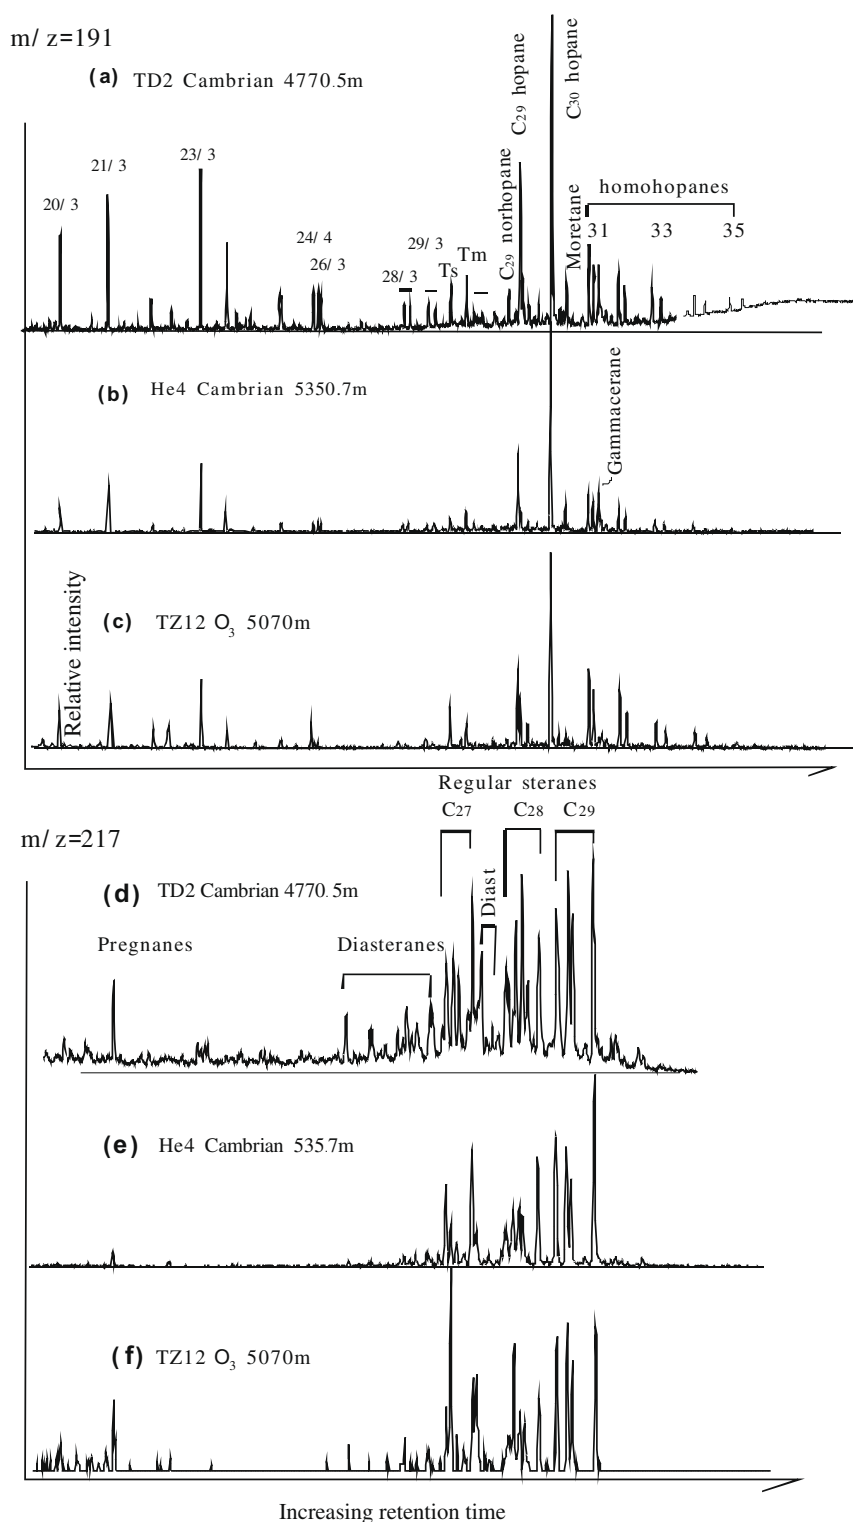 m/ z=191
(a) TD2 Cambrian 4770.5m
20/ 3
21/ 3
23/ 3
24/ 4
26/ 3
28/ 3
29/ 3
Ts
Tm
C29 norhopane
C29 hopane
C30 hopane
Moretane
homohopanes
31 33 35
(b) He4 Cambrian 5350.7m
Gammacerane
Relative intensity
(c) TZ12 O3 5070m
Regular steranes
C27 C28 C29
m/ z=217
(d) TD2 Cambrian 4770.5m
Pregnanes
Diasteranes
Diast
(e) He4 Cambrian 535.7m
(f) TZ12 O3 5070m
Increasing retention time